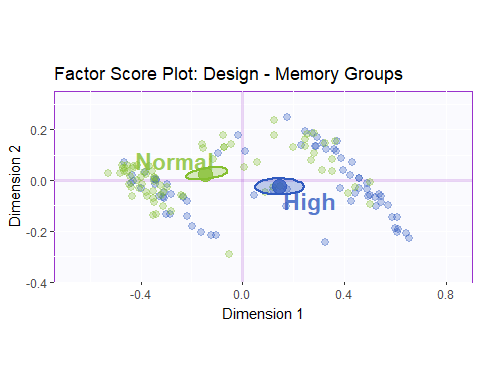 Factor Score Plot: Design - Memory Groups
Dimension 2
0.2
0.0
-0.2
-0.4
Normal
High
-0.4
0.0
0.4
0.8
Dimension 1